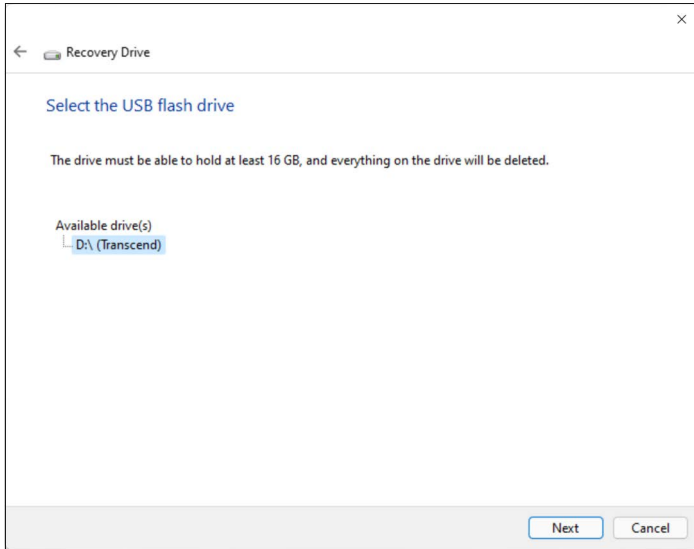 Recovery Drive
Select the USB flash drive
The drive must be able to hold at least 16 GB, and everything on the drive will be deleted.
Available drive(s)
D:\ (Transcend)
Next Cancel